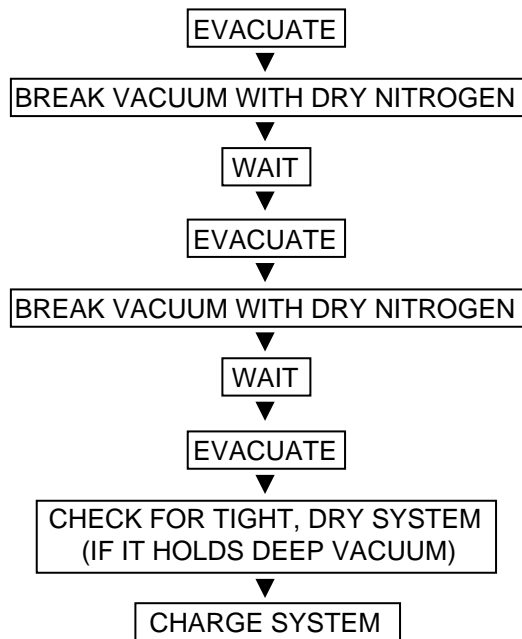 EVACUATE
BREAK VACUUM WITH DRY NITROGEN
WAIT
EVACUATE
BREAK VACUUM WITH DRY NITROGEN
WAIT
EVACUATE
CHECK FOR TIGHT, DRY SYSTEM
(IF IT HOLDS DEEP VACUUM)
CHARGE SYSTEM